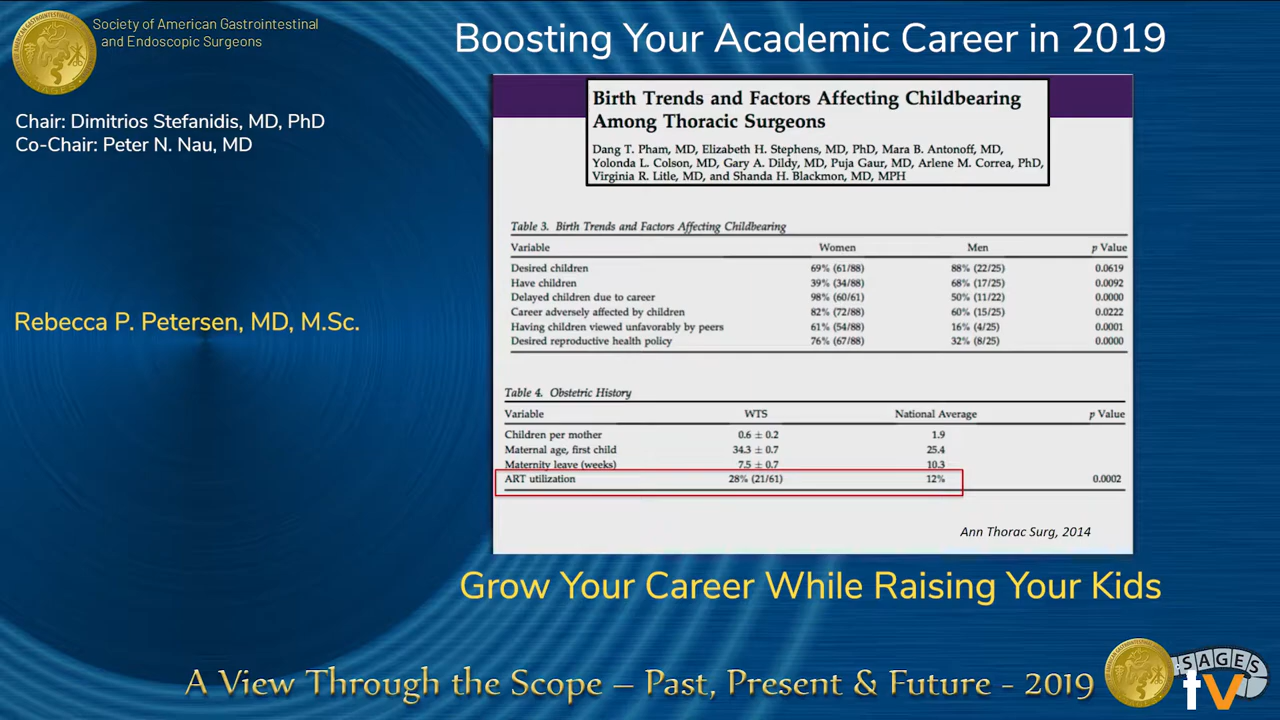 Society of American Gastrointestinal
and Endoscopic Surgeons
Boosting Your Academic Career in 2019
Chair: Dimitrios Stefanidis, MD, PhD
Co-Chair: Peter N. Nau, MD
Rebecca P. Petersen, MD, M.Sc.
Birth Trends and Factors Affecting Childbearing
Among Thoracic Surgeons
Dang T. Pham, MD, Elizabeth H. Stephens, MD, PhD, Mara B. Antonoff, MD,
Yolonda L. Colson, MD, Gary A. Dildy, MD, Puja Gaur, MD, Arlene M. Correa, PhD,
Virginia R. Litle, MD, and Shanda H. Blackmon, MD, MPH
Table 3. Birth Trends and Factors Affecting Childbearing
Variable Women Men p Value
Desired children 69% (61/88) 88% (22/25) 0.0619
Have children 39% (34/88) 68% (17/25) 0.0092
Delayed children due to career 98% (60/61) 50% (11/22) 0.0000
Career adversely affected by children 82% (72/88) 60% (15/25) 0.0222
Having children viewed unfavorably by peers 61% (54/88) 16% (4/25) 0.0001
Desired reproductive health policy 76% (67/88) 32% (8/25) 0.0000
Table 4. Obstetric History
Variable WTS National Average p Value
Children per mother 0.6 ± 0.2 1.9
Maternal age, first child 34.3 ± 0.7 25.4
Maternity leave (weeks) 7.5 ± 0.7 10.3
ART utilization 28% (21/61) 12% 0.0002
Ann Thorac Surg, 2014
Grow Your Career While Raising Your Kids
A View Through the Scope – Past, Present & Future - 2019
SAGES
tv